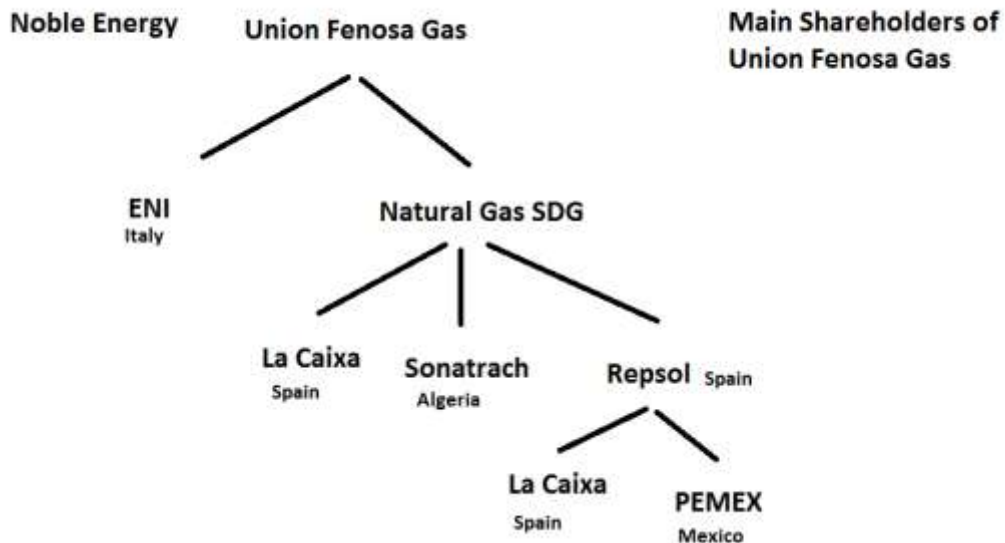 Noble Energy
Union Fenosa Gas
Main Shareholders of
Union Fenosa Gas
ENI
Italy
Natural Gas SDG
La Caixa
Spain
Sonatrach
Algeria
Repsol Spain
La Caixa
Spain
PEMEX
Mexico